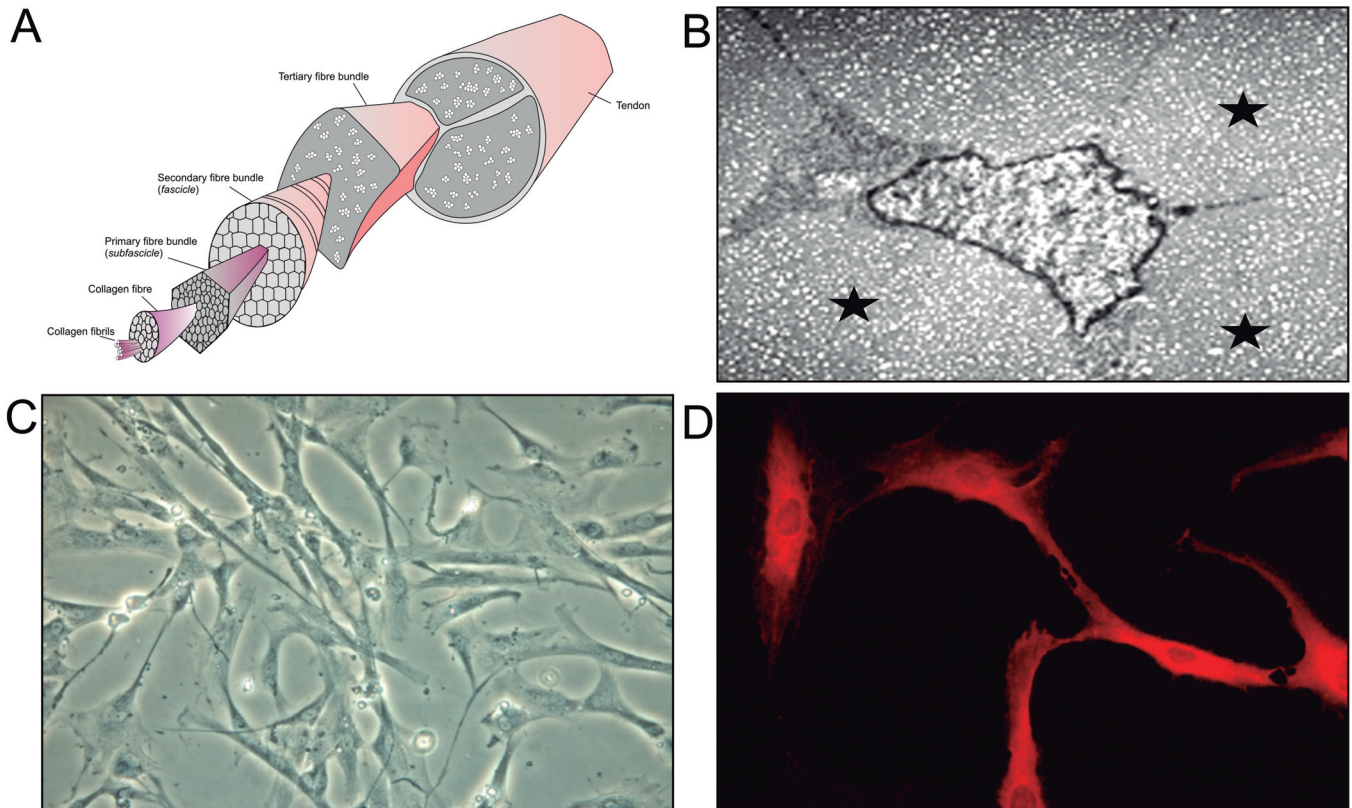 A
Tertiary fibre bundle
Tendon
Secondary fibre bundle
(fascicle)
Primary fibre bundle
(subfascicle)
Collagen fibre
Collagen fibrils
B
C
D